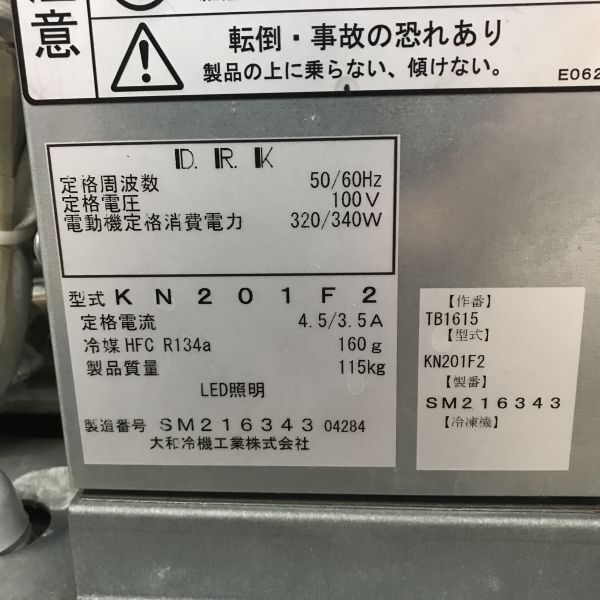 注意
転倒・事故の恐れあり
製品の上に乗らない、傾けない。
E062
D.R.K
定格周波数 50/60Hz
定格電圧 100V
電動機定格消費電力 320/340W
型式 KN201F2
定格電流 4.5/3.5A
冷媒 HFC R134a 160g
製品質量 115kg
LED照明
製造番号 SM216343 04284
大和冷機工業株式会社
【作番】
TB1615
【型式】
KN201F2
【製番】
SM216343
【冷凍機】